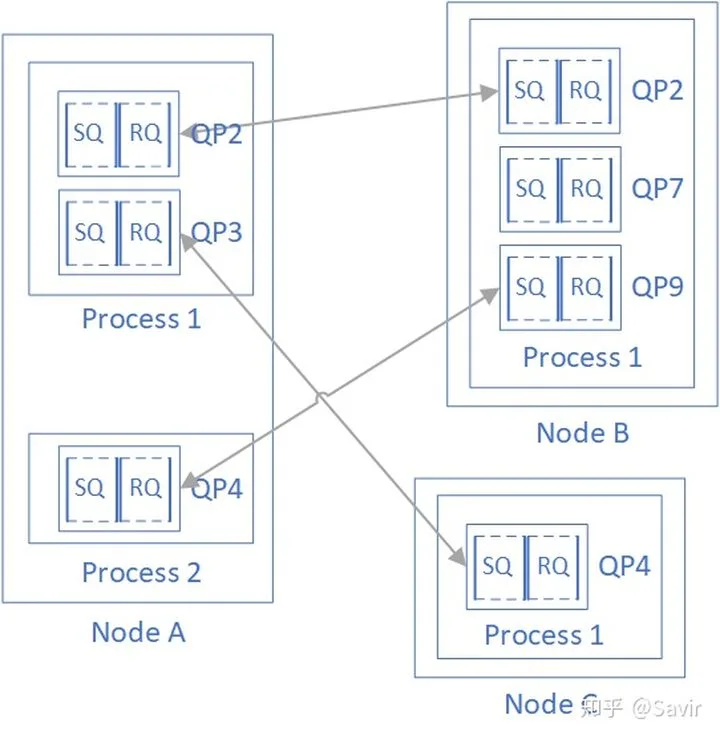 SQ RQ QP2
SQ RQ QP3
Process 1
SQ RQ QP4
Process 2
Node A
SQ RQ QP2
SQ RQ QP7
SQ RQ QP9
Process 1
Node B
SQ RQ QP4
Process 1
Node C
知乎 @Savir